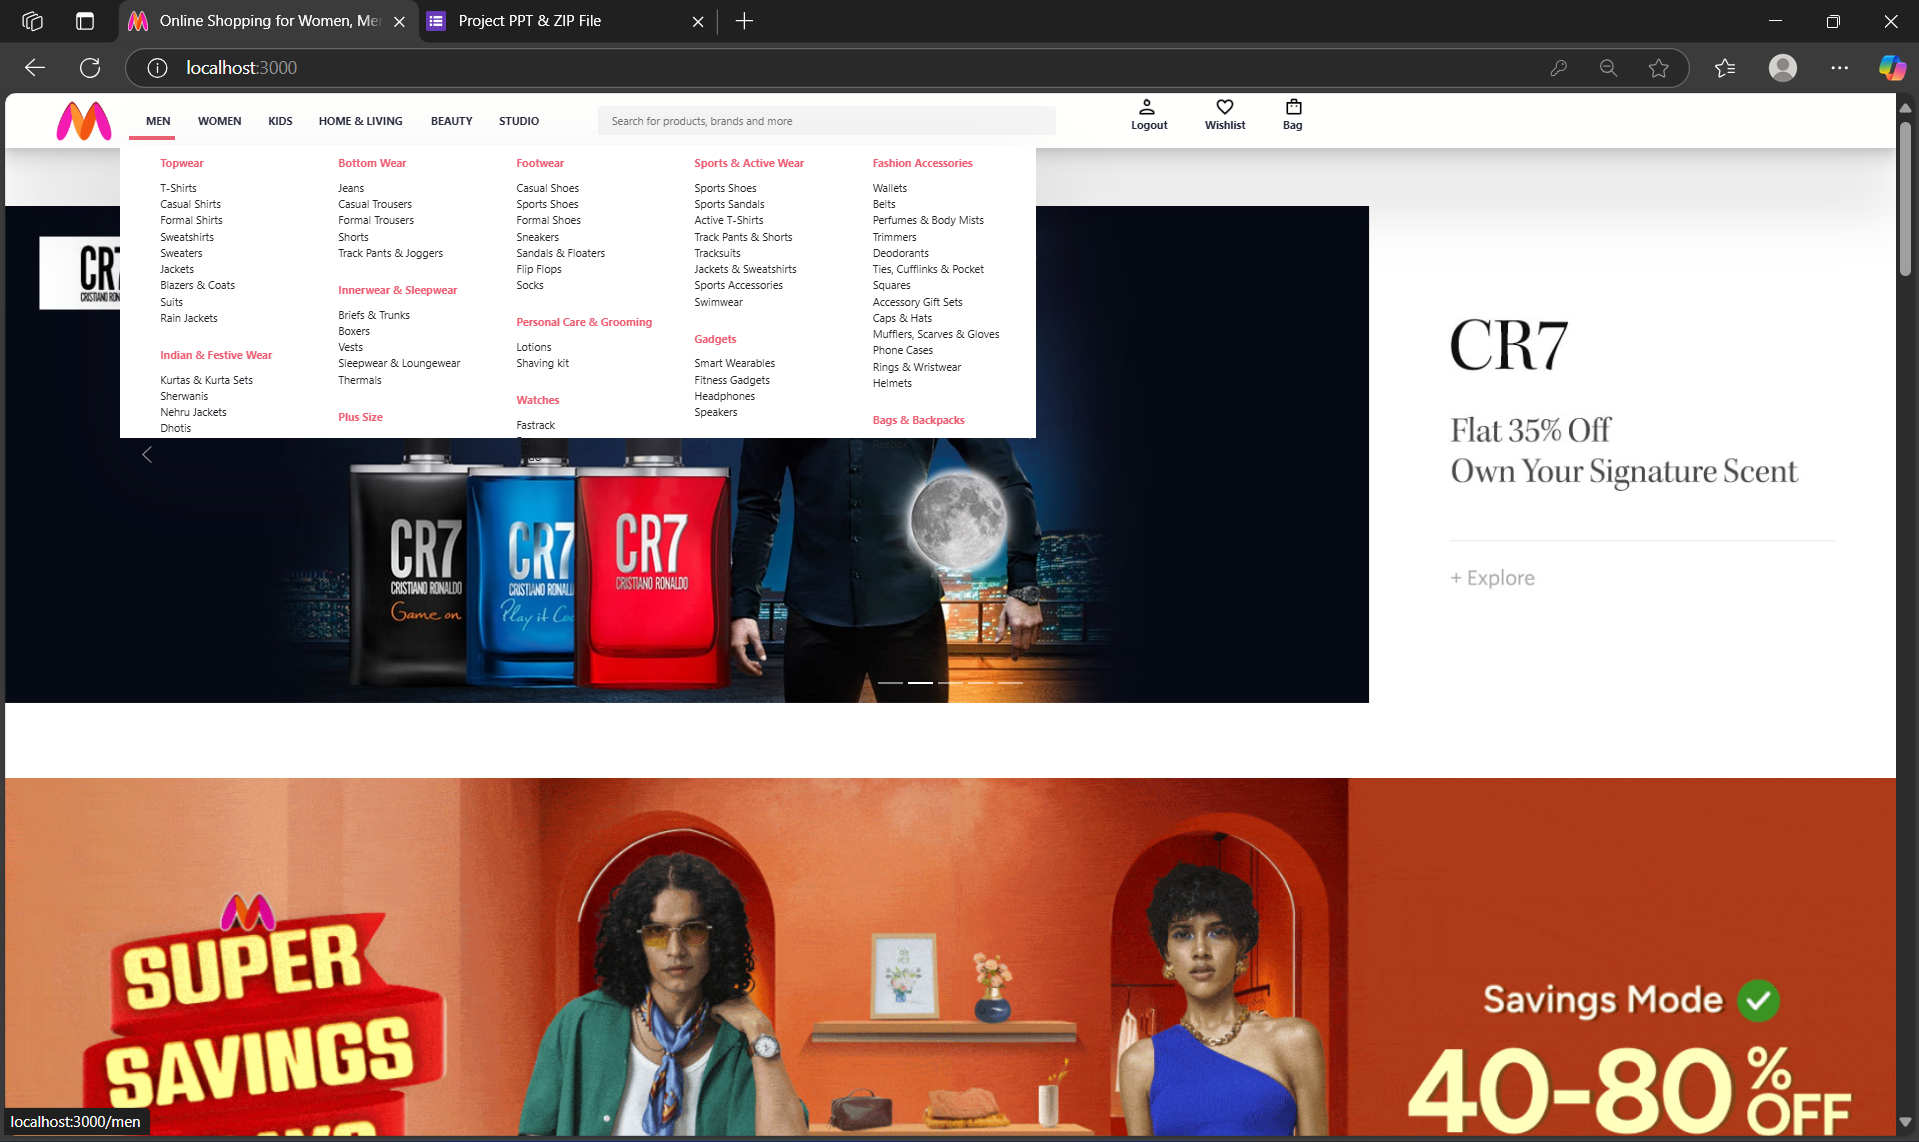 Online Shopping for Women, Me
Project PPT & ZIP File
localhost:3000
MEN
WOMEN
KIDS
HOME & LIVING
BEAUTY
STUDIO
Search for products, brands and more
Logout
Wishlist
Bag
Topwear
T-Shirts
Casual Shirts
Formal Shirts
Sweatshirts
Sweaters
Jackets
Blazers & Coats
Suits
Rain Jackets
Indian & Festive Wear
Kurtas & Kurta Sets
Sherwanis
Nehru Jackets
Dhotis
Bottom Wear
Jeans
Casual Trousers
Formal Trousers
Shorts
Track Pants & Joggers
Innerwear & Sleepwear
Briefs & Trunks
Boxers
Vests
Sleepwear & Loungewear
Thermals
Plus Size
Footwear
Casual Shoes
Sports Shoes
Formal Shoes
Sneakers
Sandals & Floaters
Flip Flops
Socks
Personal Care & Grooming
Lotions
Shaving kit
Watches
Fastrack
Sports & Active Wear
Sports Shoes
Sports Sandals
Active T-Shirts
Track Pants & Shorts
Tracksuits
Jackets & Sweatshirts
Sports Accessories
Swimwear
Gadgets
Smart Wearables
Fitness Gadgets
Headphones
Speakers
Fashion Accessories
Wallets
Belts
Perfumes & Body Mists
Trimmers
Deodorants
Ties, Cufflinks & Pocket
Squares
Accessory Gift Sets
Caps & Hats
Mufflers, Scarves & Gloves
Phone Cases
Rings & Wristwear
Helmets
Bags & Backpacks
CR7
CRISTIANO RON
CR7
CRISTIANO RONALDO
Game on
CR7
CRISTIANO RONAL
Play it Co
CR7
CRISTIANO RONALDO
CR7
Flat 35% Off
Own Your Signature Scent
+ Explore
SUPER
SAVINGS
Savings Mode
40-80% OFF
localhost:3000/men